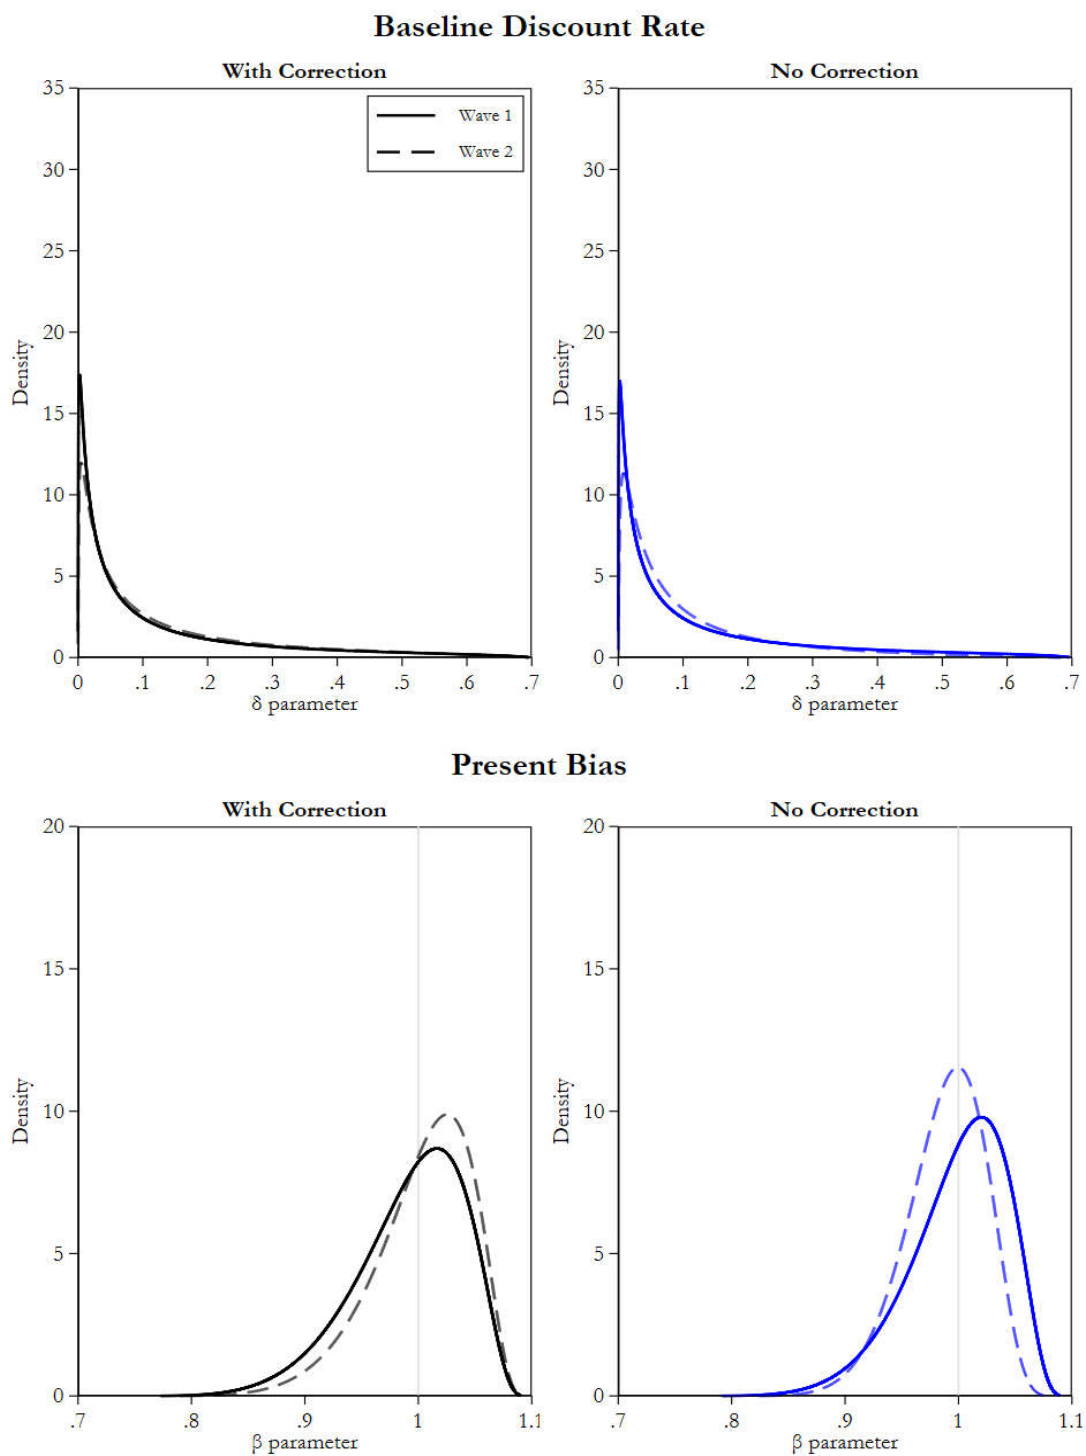 Baseline Discount Rate
With Correction
No Correction
35
30
25
20
15
10
5
0
Density
0 .1 .2 .3 .4 .5 .6 .7
δ parameter
Wave 1
Wave 2
35
30
25
20
15
10
5
0
Density
0 .1 .2 .3 .4 .5 .6 .7
δ parameter
Present Bias
With Correction
No Correction
20
15
10
5
0
Density
.7 .8 .9 1 1.1
β parameter
20
15
10
5
0
Density
.7 .8 .9 1 1.1
β parameter